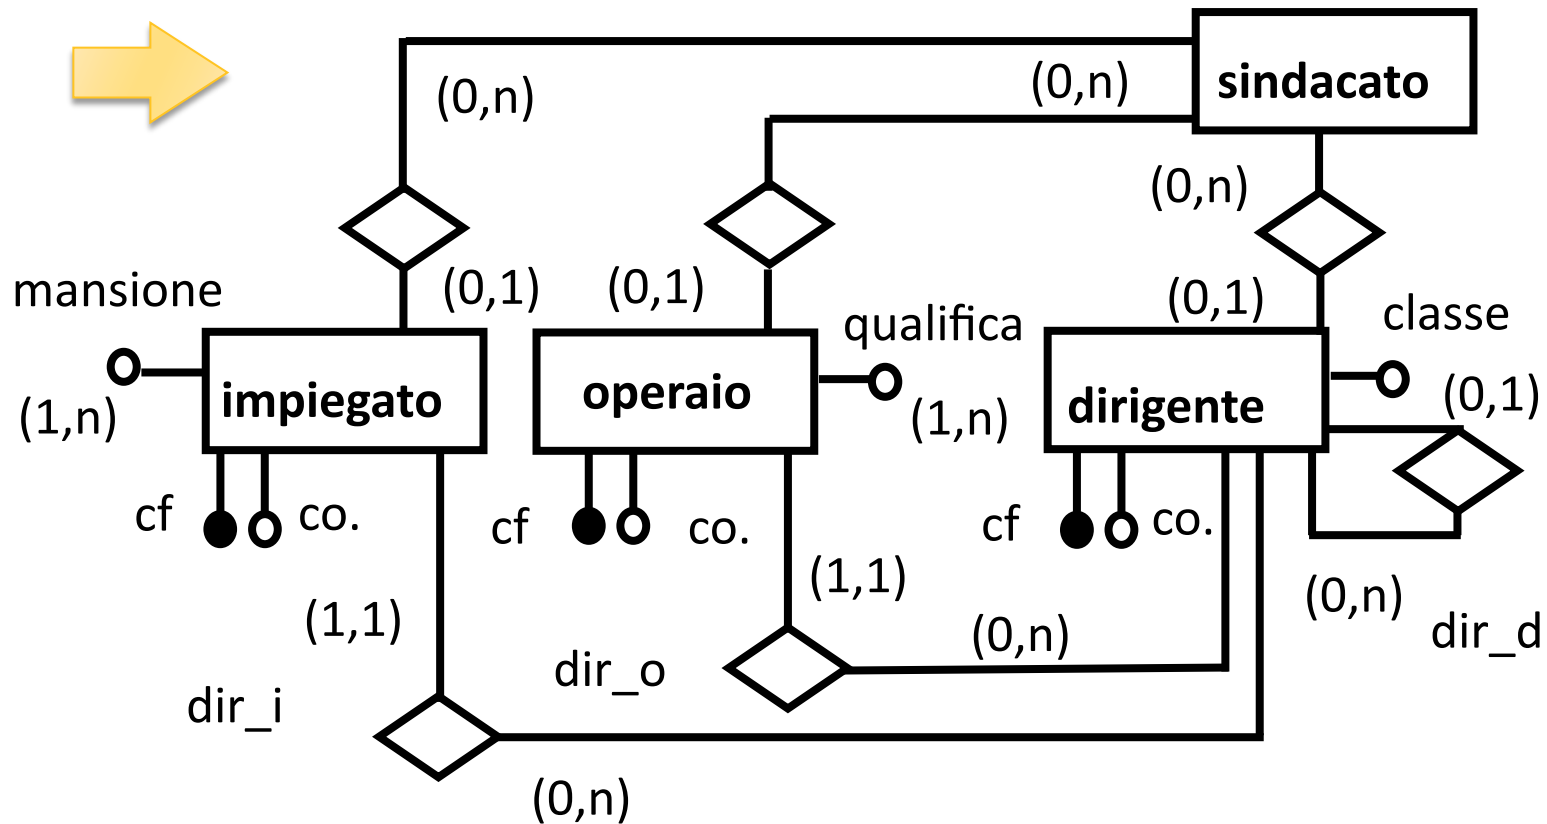 sindacato
(0,n)
(0,n)
(0,n)
(0,1)
(0,1)
(0,1)
mansione
(1,n)
impiegato
operaio
qualifica
(1,n)
dirigente
classe
(0,1)
cf
co.
cf
co.
cf
co.
(1,1)
(1,1)
(0,n)
(0,n)
dir_d
dir_i
dir_o
(0,n)